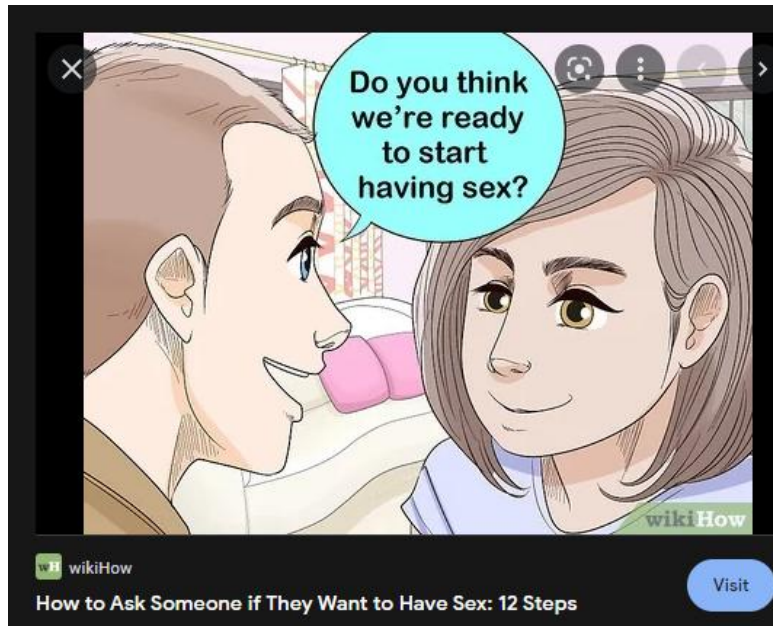 Do you think
we're ready
to start
having sex?
wikiHow
wH wikiHow
How to Ask Someone if They Want to Have Sex: 12 Steps
Visit